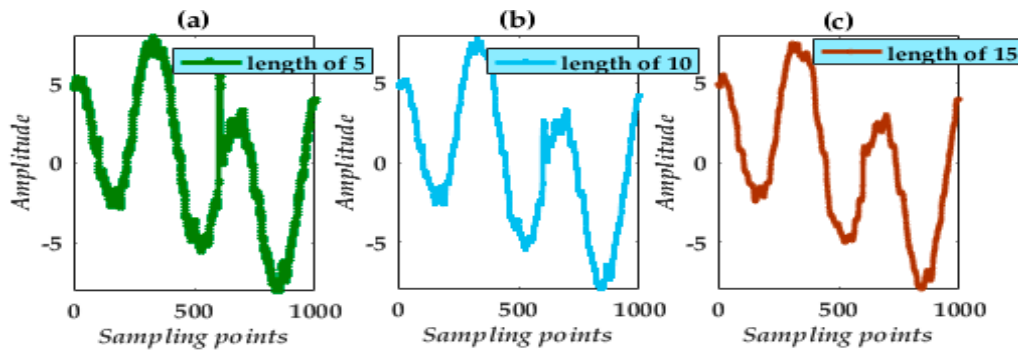 (a)
length of 5
Amplitude
5
0
-5
0
500
1000
Sampling points
(b)
length of 10
Amplitude
5
0
-5
0
500
1000
Sampling points
(c)
length of 15
Amplitude
5
0
-5
0
500
1000
Sampling points